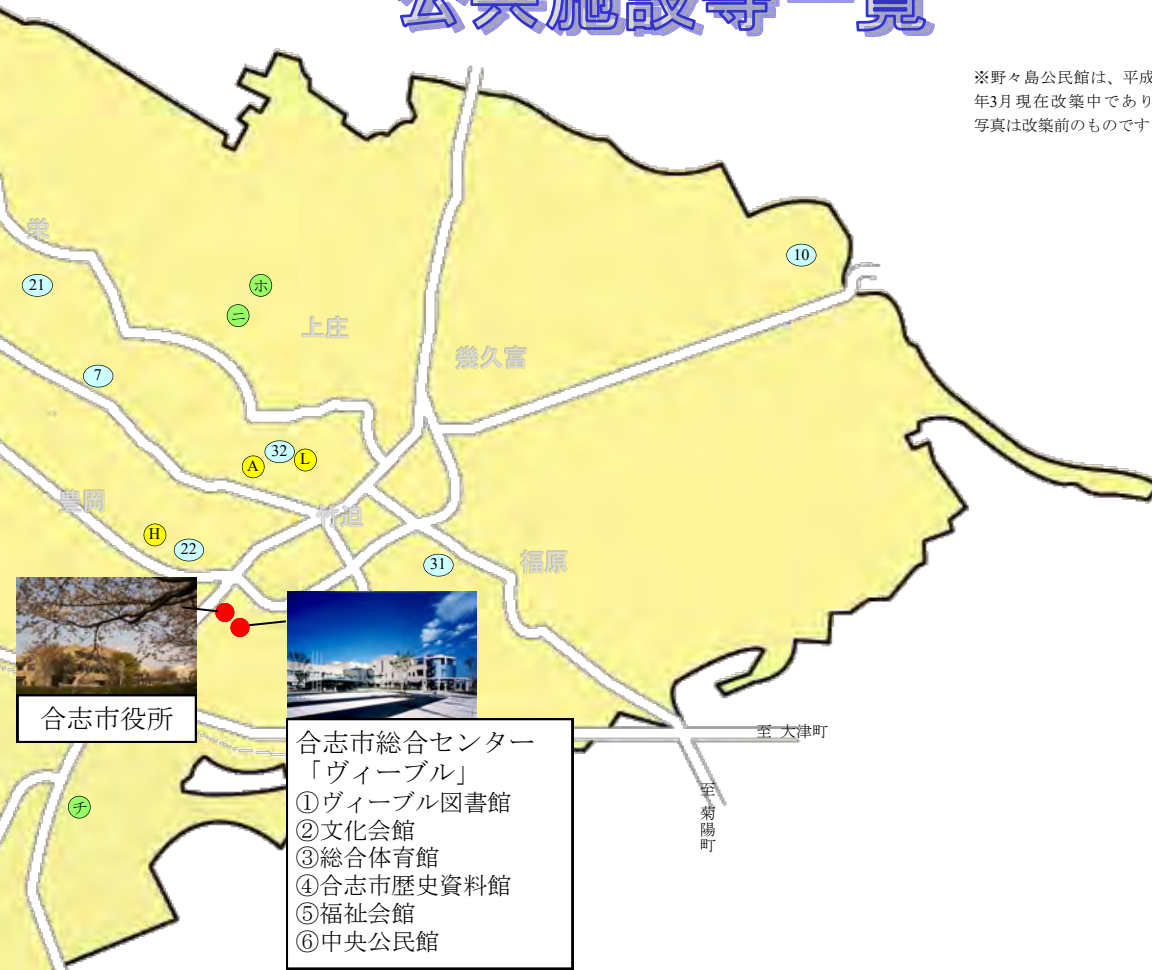 公共施設等一覧
※野々島公民館は、平成
年3月現在改築中であり
写真は改築前のものです
栄
10
21
ホ
ニ
上庄
幾久富
7
32
A
L
豊岡
竹迫
H
22
31
福原
合志市役所
至 大津町
合志市総合センター
「ヴィーブル」
①ヴィーブル図書館
②文化会館
③総合体育館
④合志市歴史資料館
⑤福祉会館
⑥中央公民館
至 菊陽町
チ